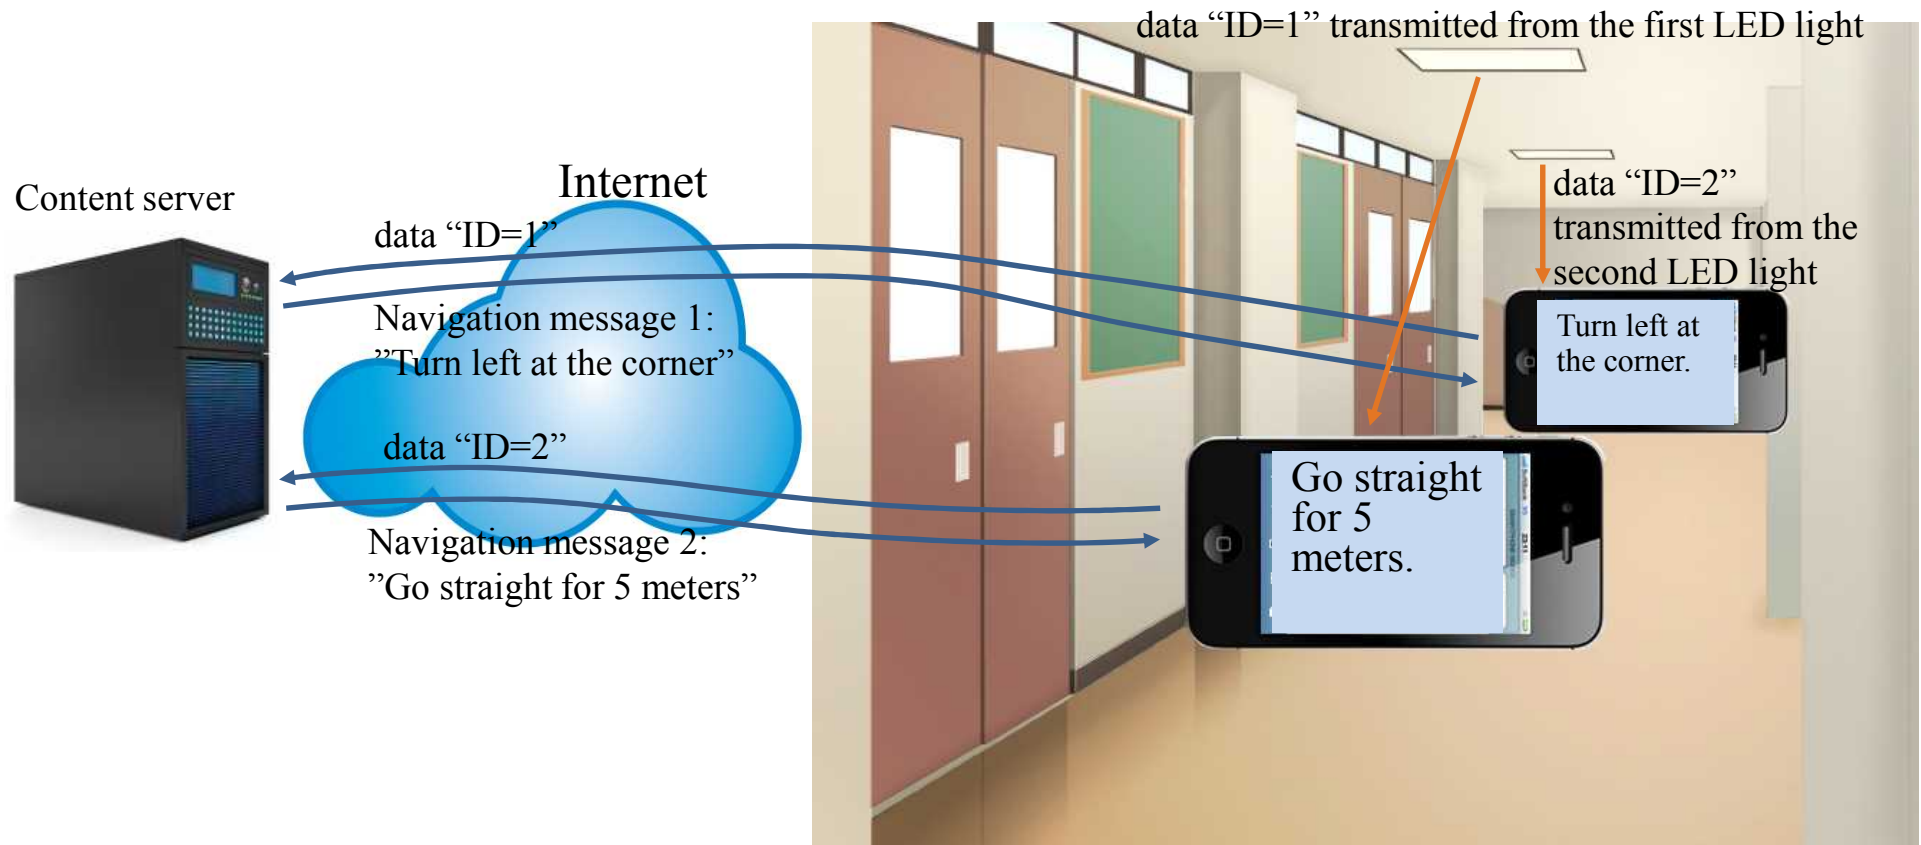 data “ID=1” transmitted from the first LED light
Content server
Internet
data “ID=1”
Navigation message 1:
”Turn left at the corner”
data “ID=2”
Navigation message 2:
”Go straight for 5 meters”
data “ID=2”
transmitted from the
second LED light
Turn left at
the corner.
Go straight
for 5
meters.